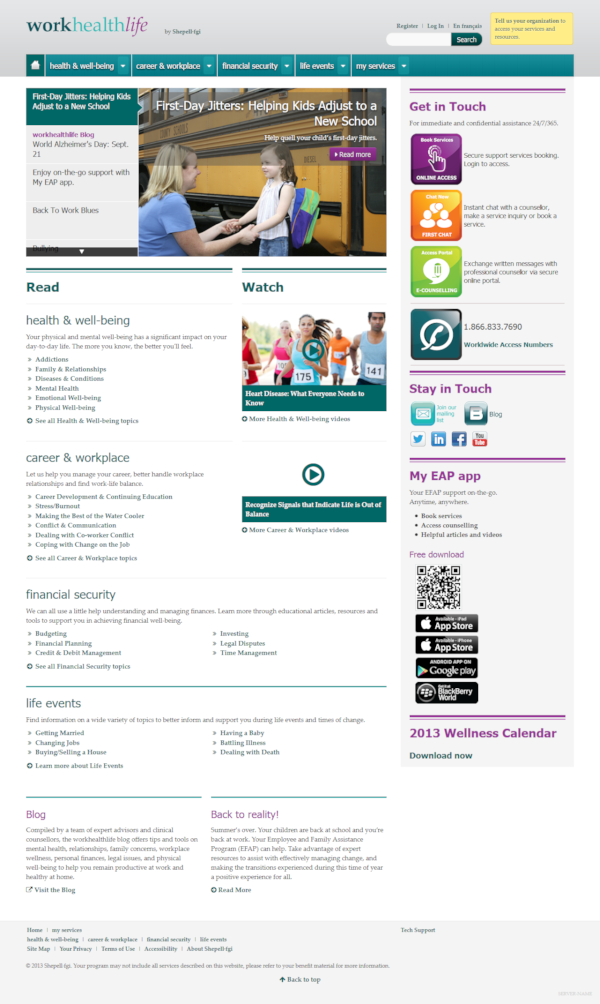 workhealthlife
by Shepell·fgi
Register | Log In | En français
Search
Tell us your organization to
access your services and
resources.
health & well-being
career & workplace
financial security
life events
my services
First-Day Jitters: Helping Kids
Adjust to a New School
workhealthlife Blog
World Alzheimer's Day: Sept.
21
Enjoy on-the-go support with
My EAP app.
Back To Work Blues
Bullying
First-Day Jitters: Helping Kids Adjust to a
New School
Help quell your child's first-day jitters.
Read more
Get in Touch
For immediate and confidential assistance 24/7/365.
Book Services
ONLINE ACCESS
Secure support services booking.
Login to access.
Chat Now
FIRST CHAT
Instant chat with a counsellor,
make a service inquiry or book a
service.
Access Portal
E-COUNSELLING
Exchange written messages with
professional counsellor via secure
online portal.
1.866.833.7690
Worldwide Access Numbers
Stay in Touch
Join our
mailing
list
Blog
You
Tube
My EAP app
Your EFAP support on-the-go.
Anytime, anywhere.
• Book services
• Access counselling
• Helpful articles and videos
Free download
Available - iPad
App Store
Available - iPhone
App Store
ANDROID APP ON
Google play
BlackBerry
World
2013 Wellness Calendar
Download now
Read
health & well-being
Your physical and mental well-being has a significant impact on your
day-to-day life. The more you know, the better you'll feel.
» Addictions
» Family & Relationships
» Diseases & Conditions
» Mental Health
» Emotional Well-being
» Physical Well-being
See all Health & Well-being topics
Watch
175
141
Heart Disease: What Everyone Needs to
Know
More Health & Well-being videos
career & workplace
Let us help you manage your career, better handle workplace
relationships and find work-life balance.
» Career Development & Continuing Education
» Stress/Burnout
» Making the Best of the Water Cooler
» Conflict & Communication
» Dealing with Co-worker Conflict
» Coping with Change on the Job
See all Career & Workplace topics
Recognize Signals that Indicate Life is Out of
Balance
More Career & Workplace videos
financial security
We can all use a little help understanding and managing finances. Learn more through educational articles, resources and
tools to support you in achieving financial well-being.
» Budgeting
» Financial Planning
» Credit & Debit Management
» Investing
» Legal Disputes
» Time Management
See all Financial Security topics
life events
Find information on a wide variety of topics to better inform and support you during life events and times of change.
» Getting Married
» Changing Jobs
» Buying/Selling a House
» Having a Baby
» Battling Illness
» Dealing with Death
Learn more about Life Events
Blog
Compiled by a team of expert advisors and clinical
counsellors, the workhealthlife blog offers tips and tools on
mental health, relationships, family concerns, workplace
wellness, personal finances, legal issues, and physical
well-being to help you remain productive at work and
healthy at home.
Visit the Blog
Back to reality!
Summer's over. Your children are back at school and you're
back at work. Your Employee and Family Assistance
Program (EFAP) can help. Take advantage of expert
resources to assist with effectively managing change, and
making the transitions experienced during this time of year
a positive experience for all.
Read More
Home | my services
health & well-being | career & workplace | financial security | life events
Site Map | Your Privacy | Terms of Use | Accessibility | About Shepell·fgi
Tech Support
© 2013 Shepell·fgi. Your program may not include all services described on this website, please refer to your benefit material for more information.
Back to top